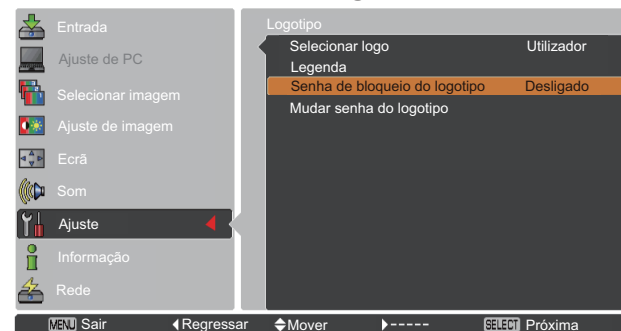 Entrada
Ajuste de PC
Selecionar imagem
Ajuste de imagem
Ecrã
Som
Ajuste
Informação
Rede
Logotipo
Selecionar logo Utilizador
Legenda
Senha de bloqueio do logotipo Desligado
Mudar senha do logotipo
MENU Sair Regressar Mover ----- SELECT Próxima